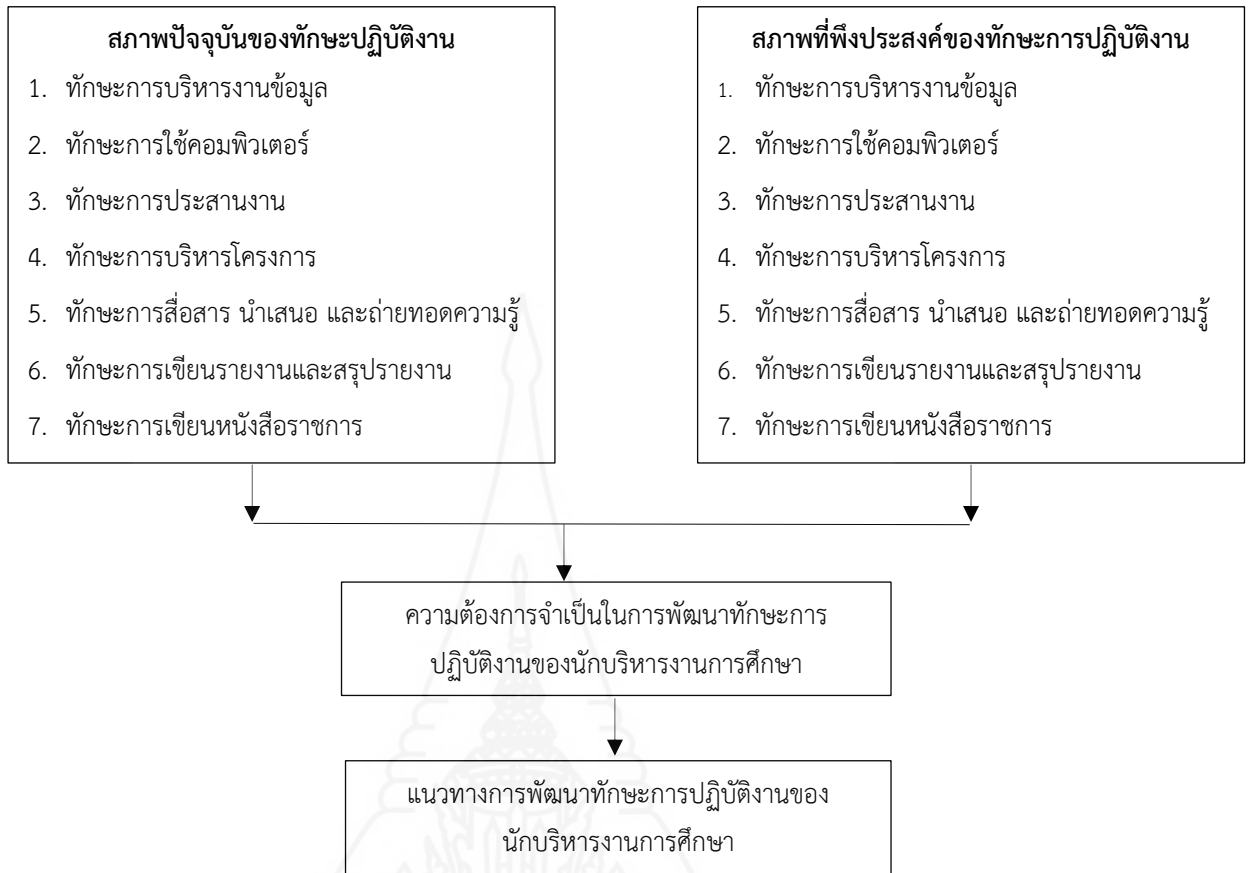 สภาพปัจจุบันของทักษะปฏิบัติงาน
1. ทักษะการบริหารงานข้อมูล
2. ทักษะการใช้คอมพิวเตอร์
3. ทักษะการประสานงาน
4. ทักษะการบริหารโครงการ
5. ทักษะการสื่อสาร นำเสนอ และถ่ายทอดความรู้
6. ทักษะการเขียนรายงานและสรุปรายงาน
7. ทักษะการเขียนหนังสือราชการ
สภาพที่พึงประสงค์ของทักษะการปฏิบัติงาน
1. ทักษะการบริหารงานข้อมูล
2. ทักษะการใช้คอมพิวเตอร์
3. ทักษะการประสานงาน
4. ทักษะการบริหารโครงการ
5. ทักษะการสื่อสาร นำเสนอ และถ่ายทอดความรู้
6. ทักษะการเขียนรายงานและสรุปรายงาน
7. ทักษะการเขียนหนังสือราชการ
ความต้องการจำเป็นในการพัฒนาทักษะการ
ปฏิบัติงานของนักบริหารงานการศึกษา
แนวทางการพัฒนาทักษะการปฏิบัติงานของ
นักบริหารงานการศึกษา